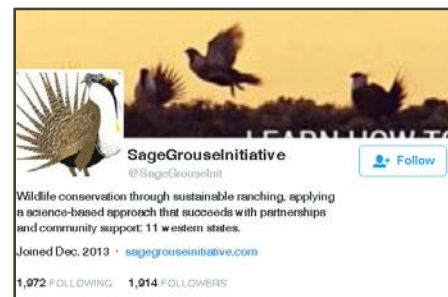 LEARN HOW TO
SageGrouseInitiative
@SageGrouseInit
Follow
Wildlife conservation through sustainable ranching, applying
a science-based approach that succeeds with partnerships
and community support: 11 western states.
Joined Dec. 2013 · sagegrouseinitiative.com
1,972 FOLLOWING 1,914 FOLLOWERS